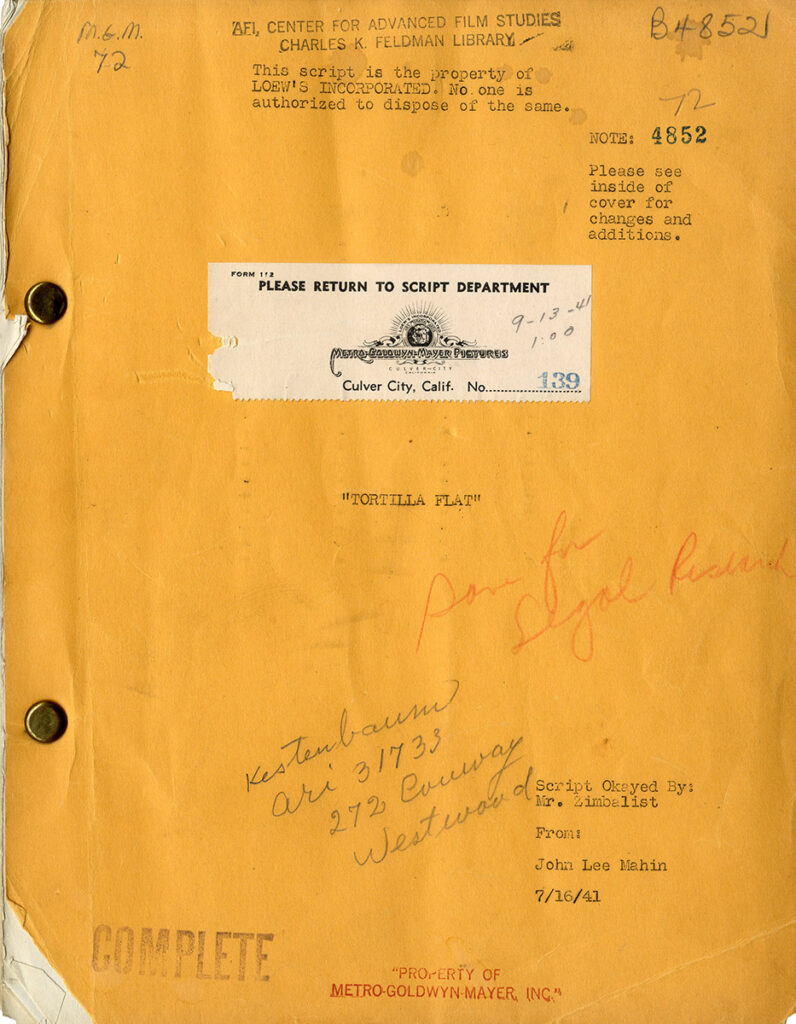 M.G.M.
72
AFI, CENTER FOR ADVANCED FILM STUDIES
CHARLES K. FELDMAN LIBRARY
B4852
This script is the property of
LOEW'S INCORPORATED. No one is
authorized to dispose of the same.
72
NOTE: 4852
Please see
inside of
cover for
changes and
additions.
FORM 112
PLEASE RETURN TO SCRIPT DEPARTMENT
9-13-41
1:00
METRO-GOLDWYN-MAYER PICTURES
CULVER-CITY
CALIFORNIA
Culver City, Calif. No. 139
"TORTILLA FLAT"
Save for
Legal Research
Kestenbaum
Ari 31733
272 Conway
Westwood
Script Okayed By:
Mr. Zimbalist
From:
John Lee Mahin
7/16/41
COMPLETE
"PROPERTY OF
METRO-GOLDWYN-MAYER, INC."